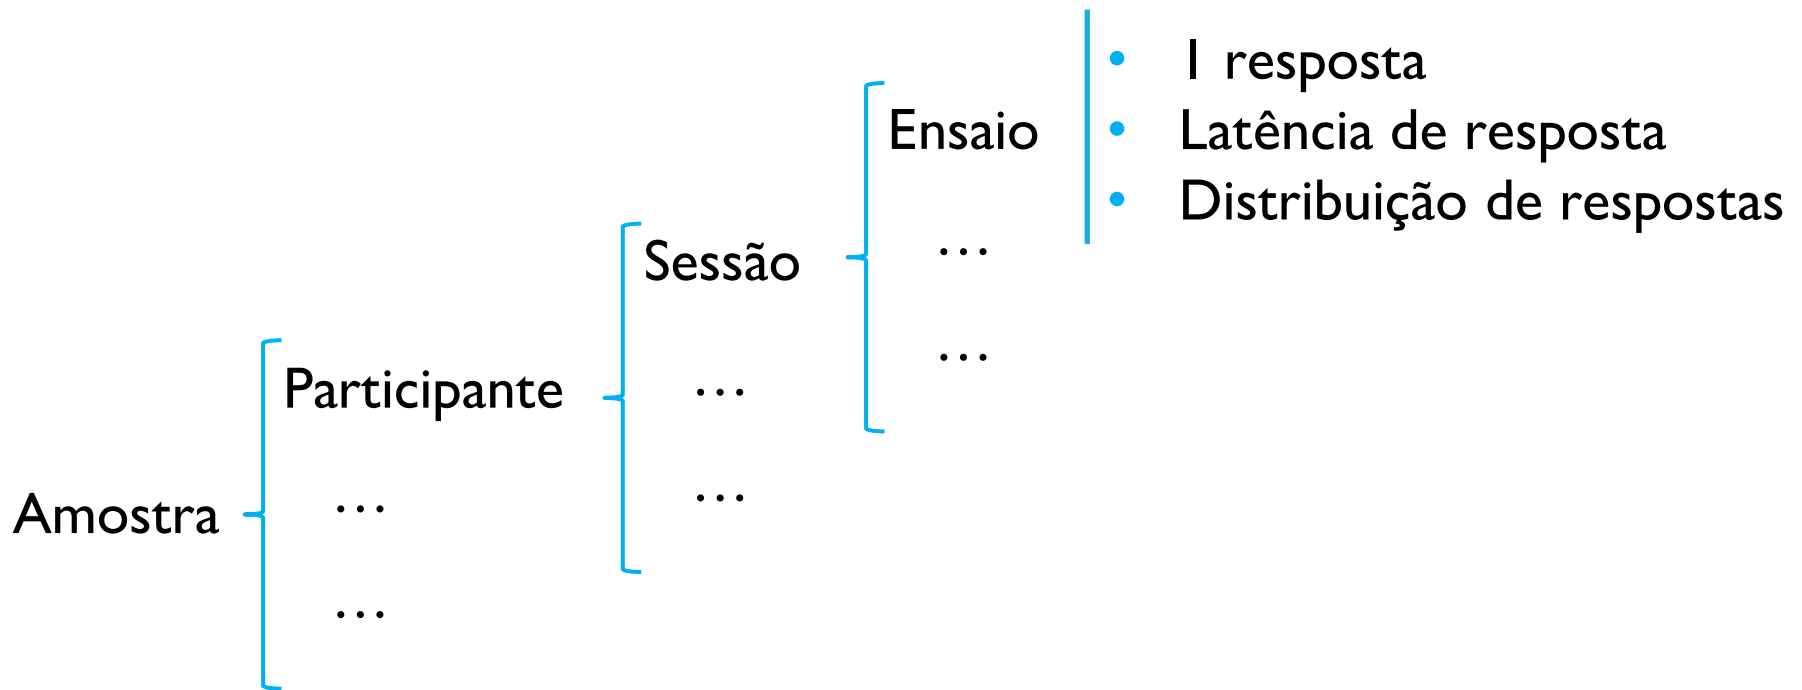 • 1 resposta
• Latência de resposta
• Distribuição de respostas
Ensaio
…
…
Sessão
…
…
Participante
…
…
Amostra